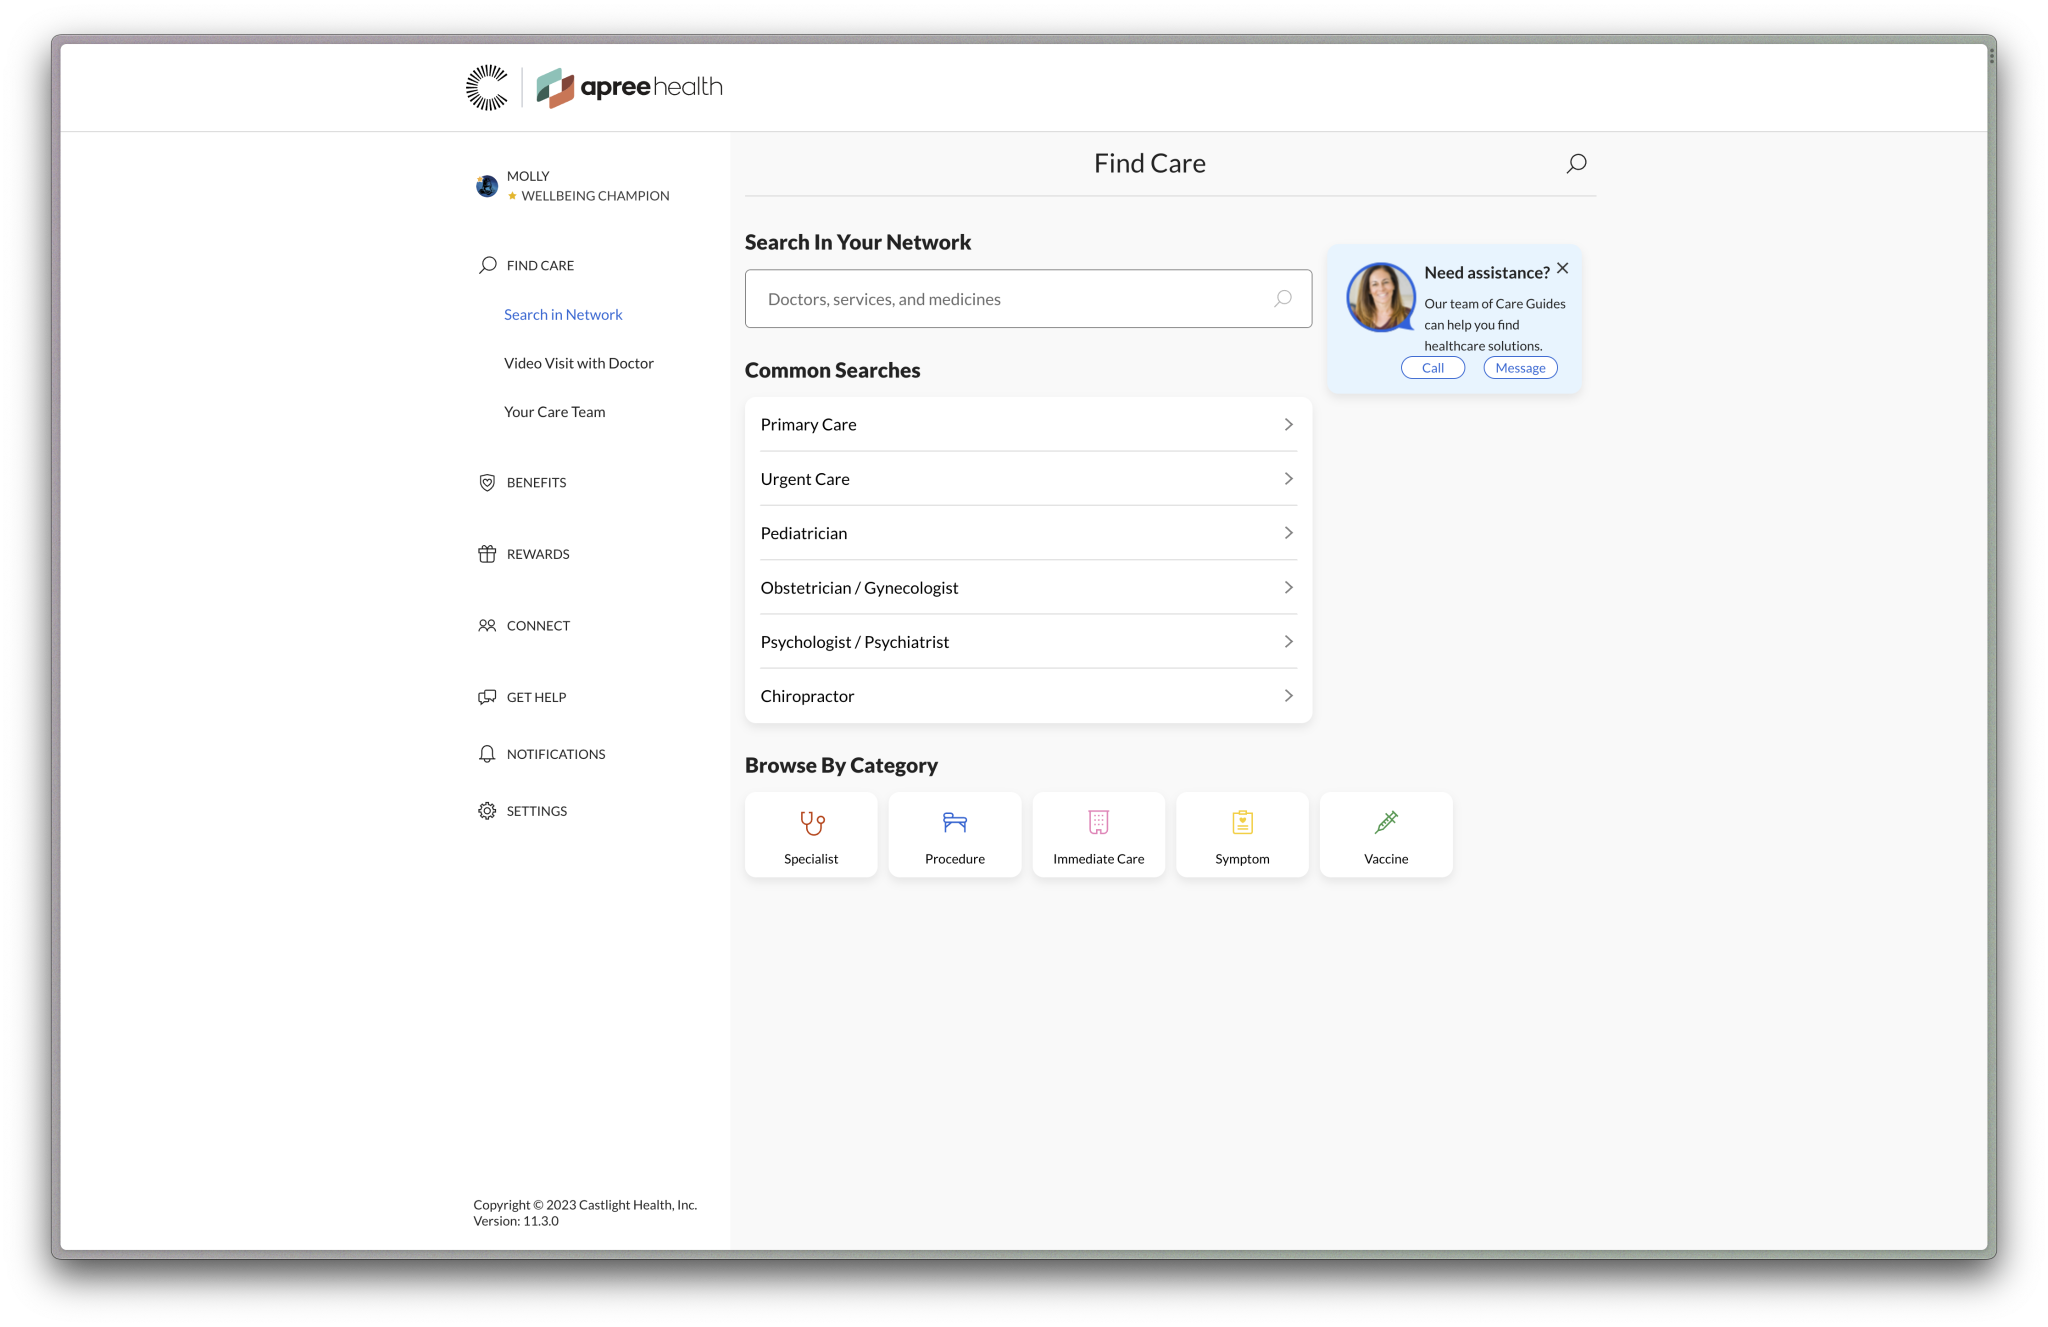 apree health
MOLLY
WELLBEING CHAMPION
FIND CARE
Search in Network
Video Visit with Doctor
Your Care Team
BENEFITS
REWARDS
CONNECT
GET HELP
NOTIFICATIONS
SETTINGS
Copyright © 2023 Castlight Health, Inc.
Version: 11.3.0
Find Care
Search In Your Network
Doctors, services, and medicines
Common Searches
Primary Care
Urgent Care
Pediatrician
Obstetrician / Gynecologist
Psychologist / Psychiatrist
Chiropractor
Browse By Category
Specialist
Procedure
Immediate Care
Symptom
Vaccine
Need assistance?
Our team of Care Guides
can help you find
healthcare solutions.
Call
Message